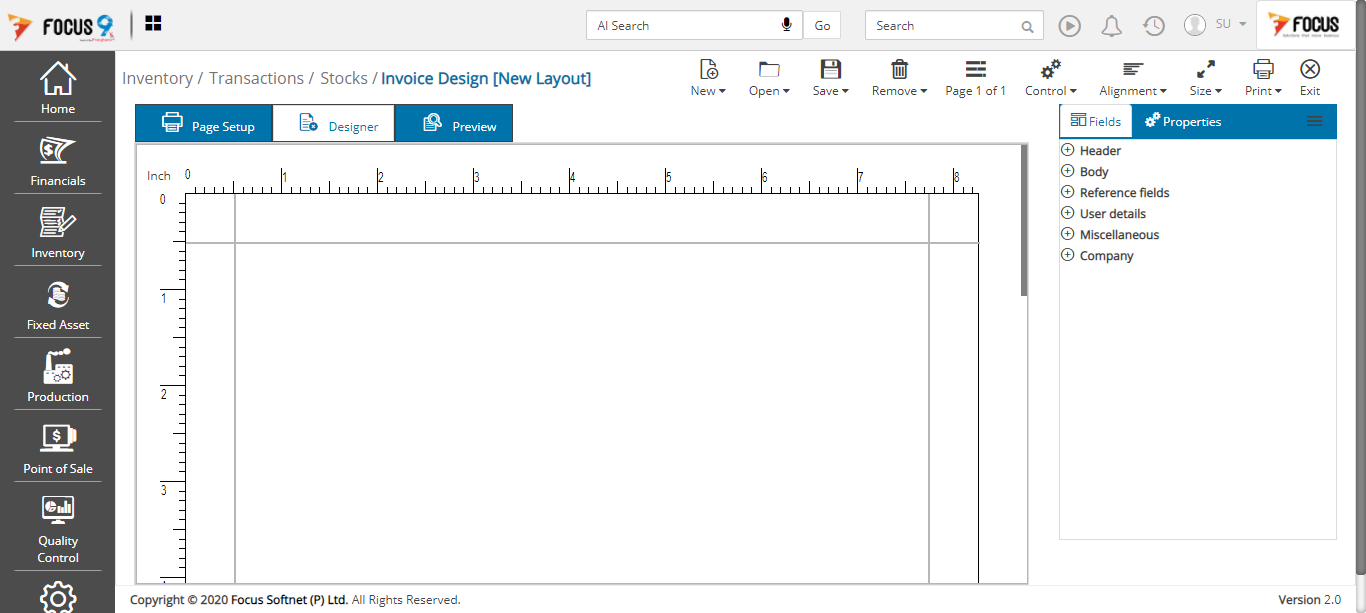 FOCUS 9
AI Search
Go
Search
SU
FOCUS
Home
Financials
Inventory
Fixed Asset
Production
Point of Sale
Quality
Control
Inventory / Transactions / Stocks / Invoice Design [New Layout]
New
Open
Save
Remove
Page 1 of 1
Control
Alignment
Size
Print
Exit
Page Setup
Designer
Preview
Inch
0 1 2 3 4 5 6 7 8
0
1
2
3
Fields
Properties
Header
Body
Reference fields
User details
Miscellaneous
Company
Copyright © 2020 Focus Softnet (P) Ltd. All Rights Reserved.
Version 2.0